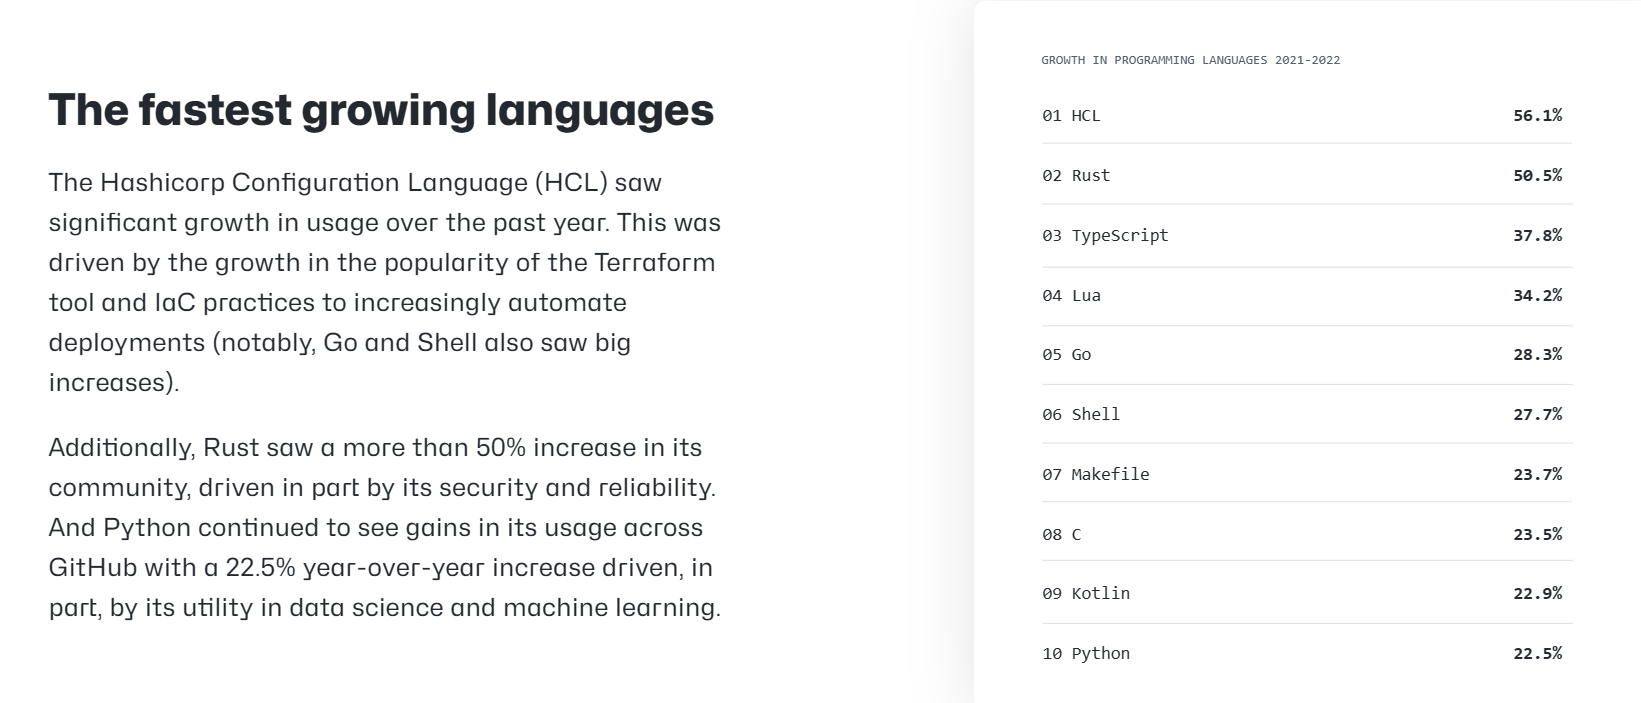 The fastest growing languages
The Hashicorp Configuration Language (HCL) saw
significant growth in usage over the past year. This was
driven by the growth in the popularity of the Terraform
tool and IaC practices to increasingly automate
deployments (notably, Go and Shell also saw big
increases).
Additionally, Rust saw a more than 50% increase in its
community, driven in part by its security and reliability.
And Python continued to see gains in its usage across
GitHub with a 22.5% year-over-year increase driven, in
part, by its utility in data science and machine learning.
GROWTH IN PROGRAMMING LANGUAGES 2021-2022
01 HCL 56.1%
02 Rust 50.5%
03 TypeScript 37.8%
04 Lua 34.2%
05 Go 28.3%
06 Shell 27.7%
07 Makefile 23.7%
08 C 23.5%
09 Kotlin 22.9%
10 Python 22.5%